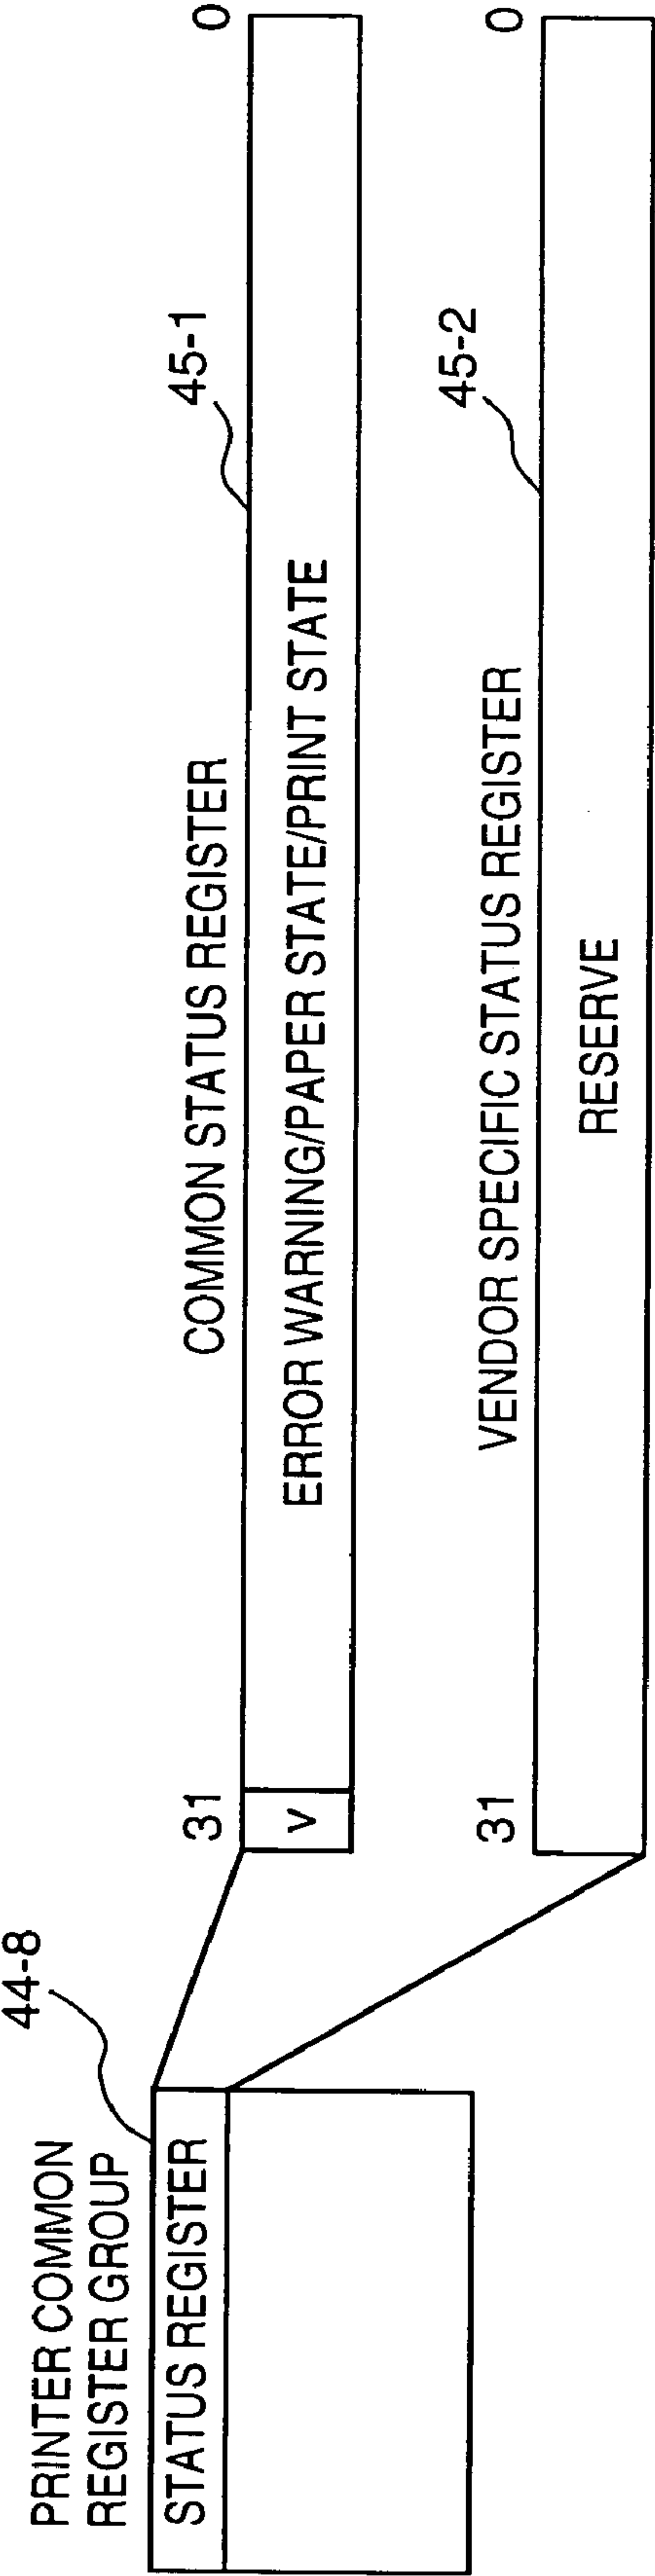 PRINTER COMMON
REGISTER GROUP
44-8
STATUS REGISTER
COMMON STATUS REGISTER
45-1
31
0
V
ERROR WARNING/PAPER STATE/PRINT STATE
VENDOR SPECIFIC STATUS REGISTER
45-2
31
0
RESERVE